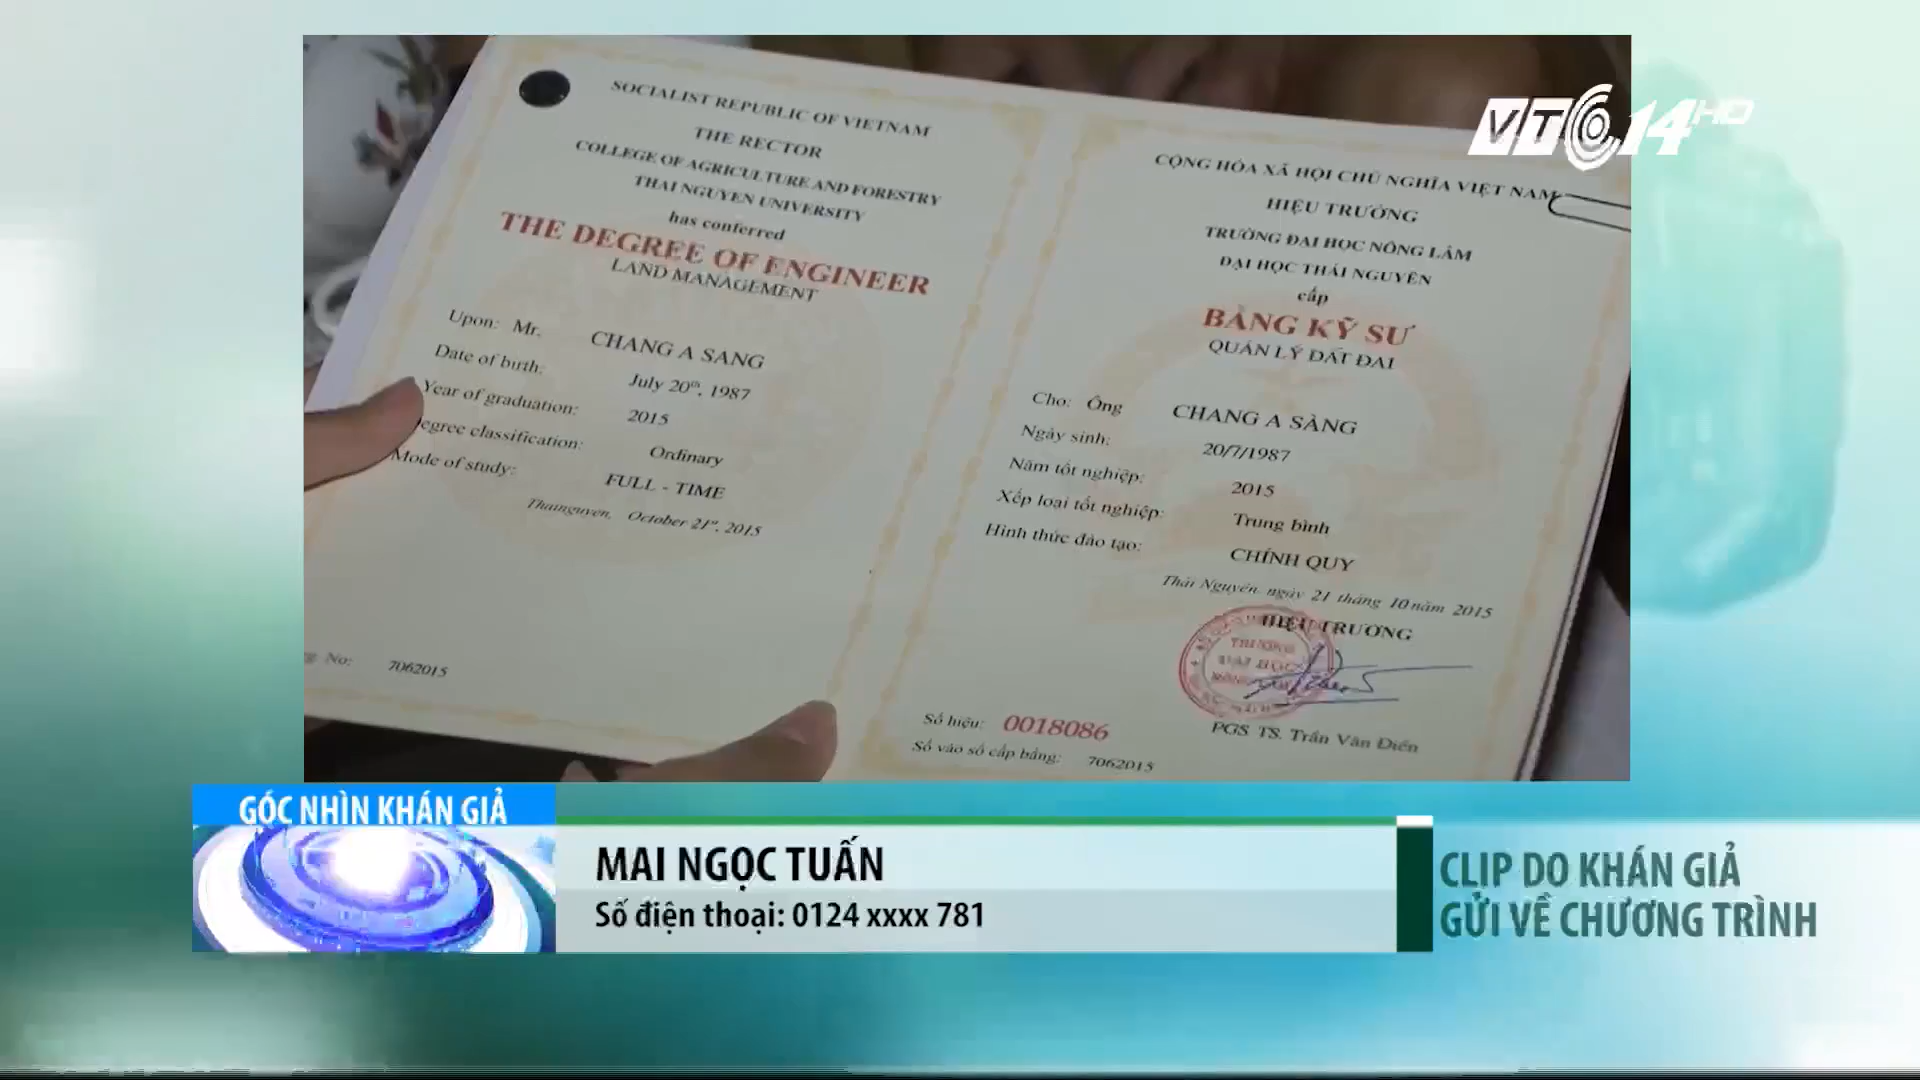 VTC14 HD
SOCIALIST REPUBLIC OF VIETNAM
THE RECTOR
COLLEGE OF AGRICULTURE AND FORESTRY
THAI NGUYEN UNIVERSITY
has conferred
THE DEGREE OF ENGINEER
LAND MANAGEMENT
Upon: Mr. CHANG A SANG
Date of birth: July 20th, 1987
Year of graduation: 2015
egree classification: Ordinary
Mode of study: FULL - TIME
Thainguyen, October 21st, 2015
No: 7062015
CỘNG HÒA XÃ HỘI CHỦ NGHĨA VIỆT NAM
HIỆU TRƯỞNG
TRƯỜNG ĐẠI HỌC NÔNG LÂM
ĐẠI HỌC THÁI NGUYÊN
cấp
BẰNG KỸ SƯ
QUẢN LÝ ĐẤT ĐAI
Cho: Ông CHANG A SÀNG
Ngày sinh: 20/7/1987
Năm tốt nghiệp: 2015
Xếp loại tốt nghiệp: Trung bình
Hình thức đào tạo: CHÍNH QUY
Thái Nguyên, ngày 21 tháng 10 năm 2015
HIỆU TRƯỞNG
TRƯỜNG
ĐẠI HỌC
PGS. TS. Trần Văn Điền
Số hiệu: 0018086
Số vào sổ cấp bằng: 7062015
GÓC NHÌN KHÁN GIẢ
MAI NGỌC TUẤN
Số điện thoại: 0124 xxxx 781
CLIP DO KHÁN GIẢ
GỬI VỀ CHƯƠNG TRÌNH